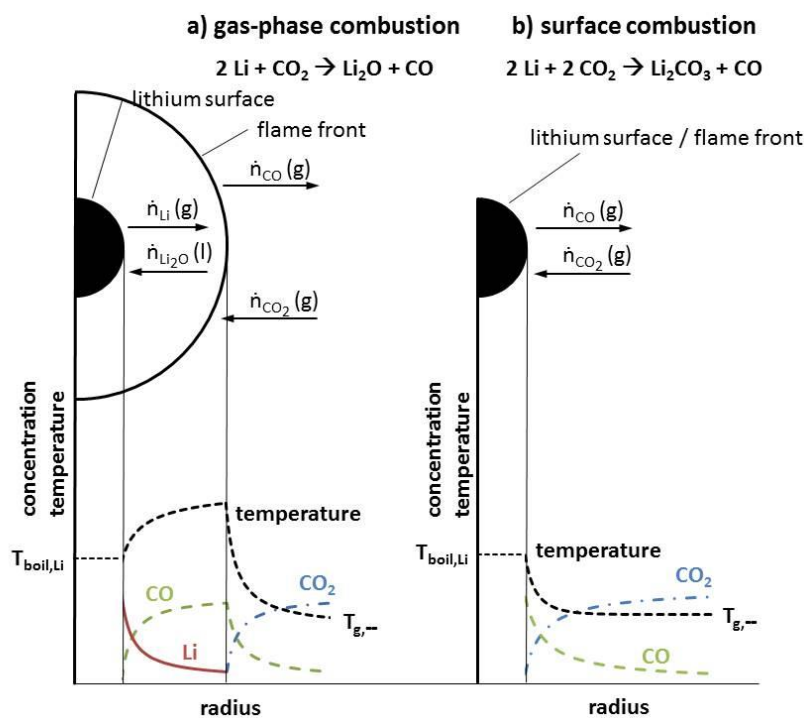 a) gas-phase combustion
2 Li + CO₂ → Li₂O + CO
lithium surface
flame front
ṅCO (g)
ṅLi (g)
ṅLi₂O (l)
ṅCO₂ (g)
concentration
temperature
temperature
Tboil,Li
CO
CO₂
Li
Tg,∞
radius
b) surface combustion
2 Li + 2 CO₂ → Li₂CO₃ + CO
lithium surface / flame front
ṅCO (g)
ṅCO₂ (g)
concentration
temperature
Tboil,Li
temperature
CO₂
Tg,∞
CO
radius